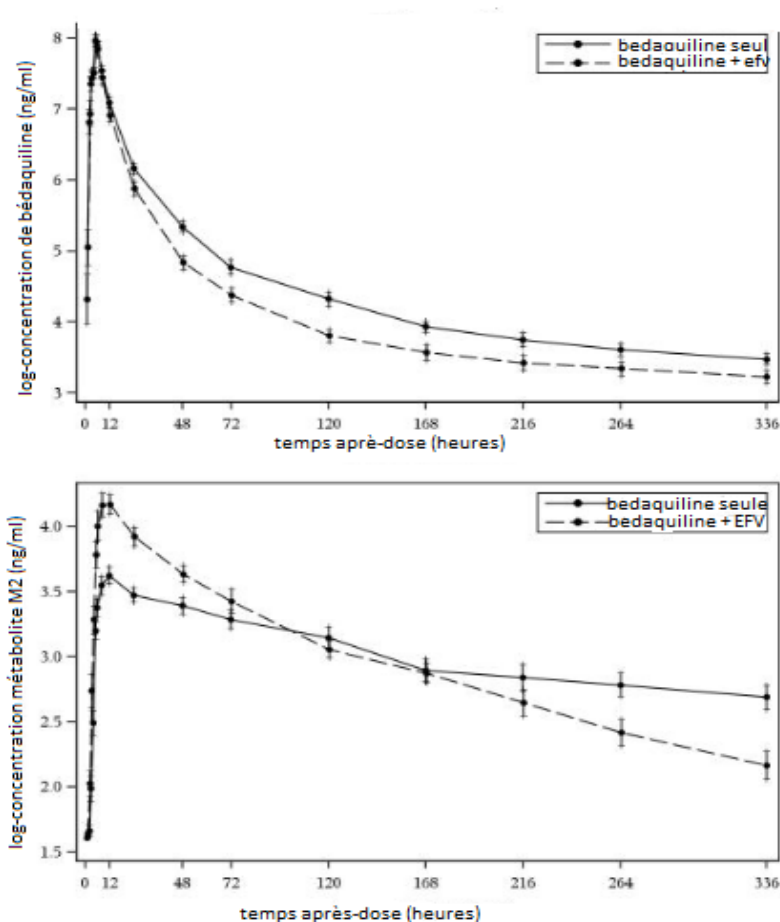 log-concentration de bédaquiline (ng/ml)
8
7
6
5
4
3
bedaquiline seul
bedaquiline + efv
0 12 48 72 120 168 216 264 336
temps aprè-dose (heures)
log-concentration métabolite M2 (ng/ml)
4.0
3.5
3.0
2.5
2.0
1.5
bedaquiline seule
bedaquiline + EFV
0 12 48 72 120 168 216 264 336
temps après-dose (heures)